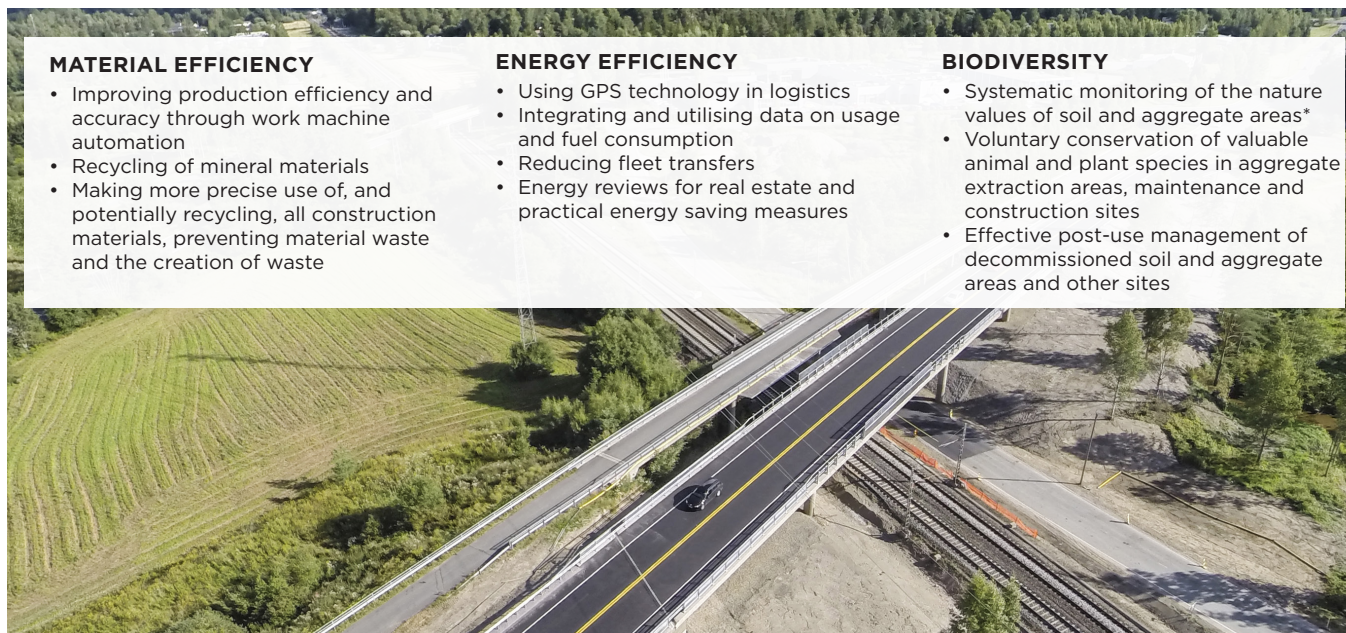 MATERIAL EFFICIENCY
• Improving production efficiency and
accuracy through work machine
automation
• Recycling of mineral materials
• Making more precise use of, and
potentially recycling, all construction
materials, preventing material waste
and the creation of waste
ENERGY EFFICIENCY
• Using GPS technology in logistics
• Integrating and utilising data on usage
and fuel consumption
• Reducing fleet transfers
• Energy reviews for real estate and
practical energy saving measures
BIODIVERSITY
• Systematic monitoring of the nature
values of soil and aggregate areas*
• Voluntary conservation of valuable
animal and plant species in aggregate
extraction areas, maintenance and
construction sites
• Effective post-use management of
decommissioned soil and aggregate
areas and other sites